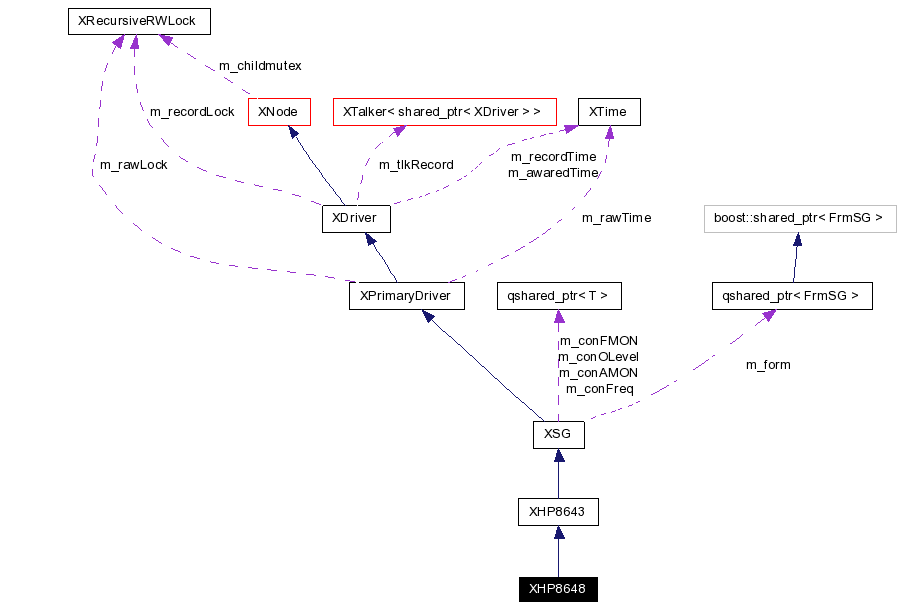 XRecursiveRWLock
m_childmutex
XNode
XTalker< shared_ptr< XDriver > >
XTime
m_recordLock
m_rawLock
m_tlkRecord
m_recordTime
m_awaredTime
XDriver
m_rawTime
boost::shared_ptr< FrmSG >
XPrimaryDriver
qshared_ptr< T >
qshared_ptr< FrmSG >
m_conFMON
m_conOLevel
m_conAMON
m_conFreq
m_form
XSG
XHP8643
XHP8648